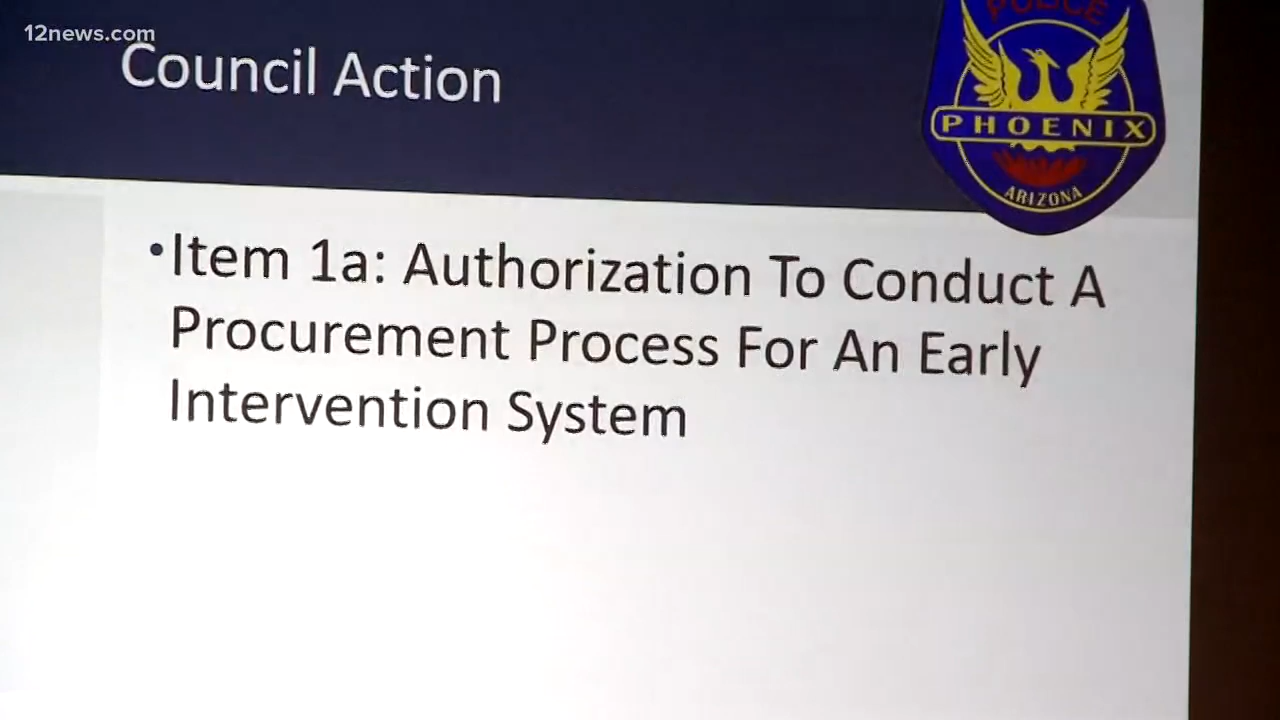 12news.com
Council Action
POLICE
PHOENIX
ARIZONA
•Item 1a: Authorization To Conduct A
Procurement Process For An Early
Intervention System